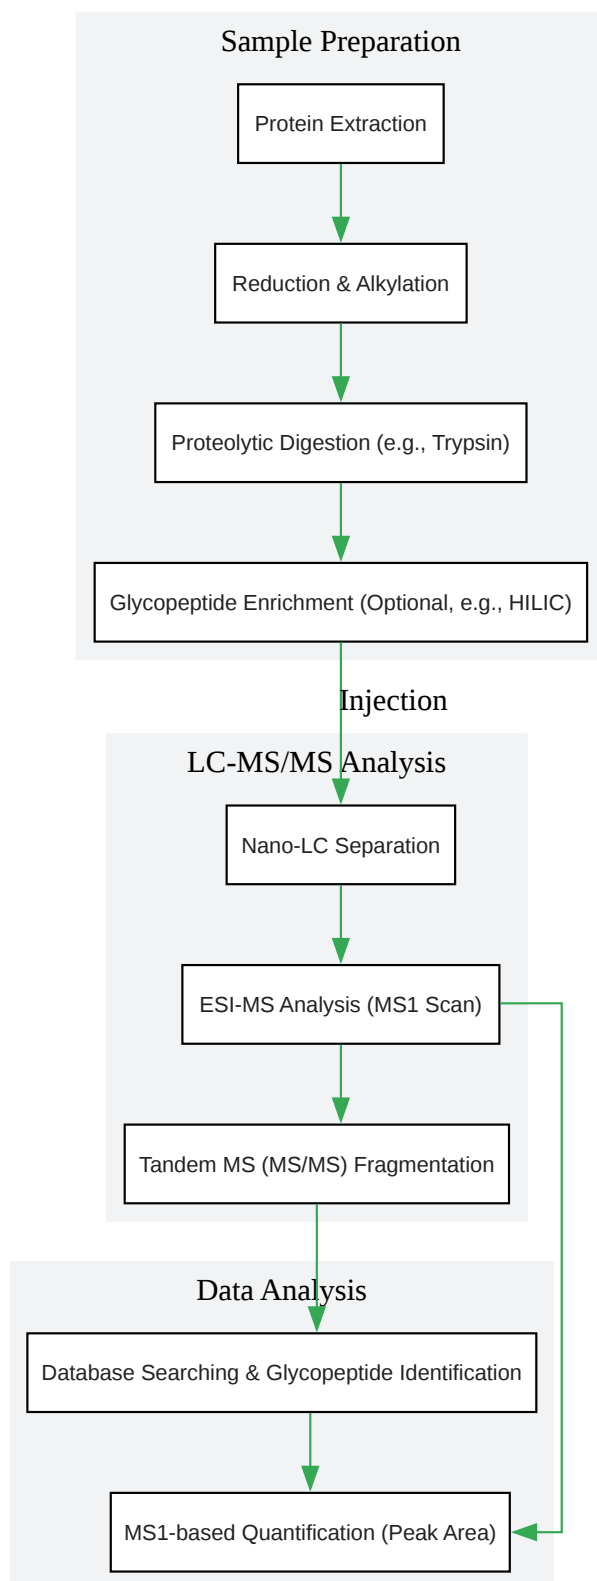 Sample Preparation
Protein Extraction
Reduction & Alkylation
Proteolytic Digestion (e.g., Trypsin)
Glycopeptide Enrichment (Optional, e.g., HILIC)
Injection
LC-MS/MS Analysis
Nano-LC Separation
ESI-MS Analysis (MS1 Scan)
Tandem MS (MS/MS) Fragmentation
Data Analysis
Database Searching & Glycopeptide Identification
MS1-based Quantification (Peak Area)